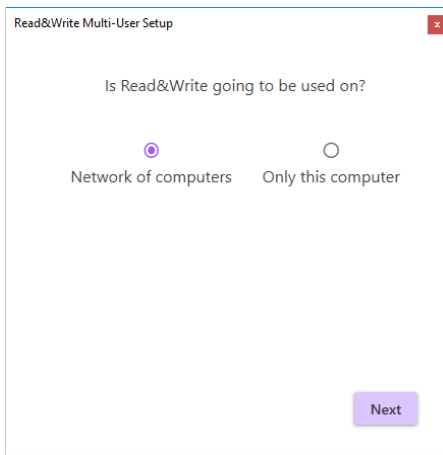 Read&Write Multi-User Setup
x
Is Read&Write going to be used on?
Network of computers
Only this computer
Next